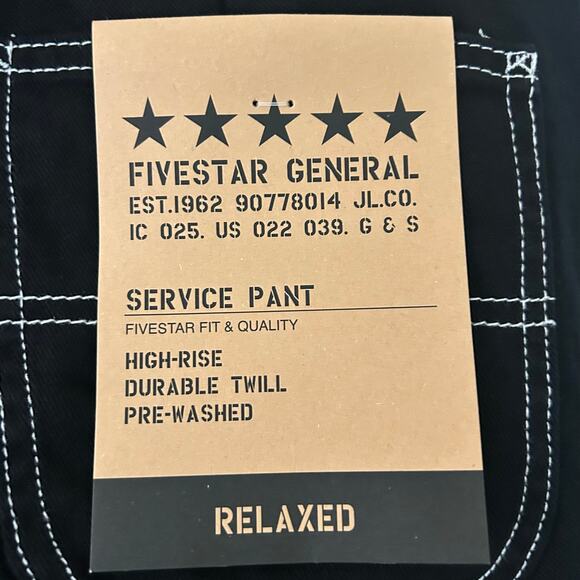 FIVESTAR GENERAL
EST.1962 90778014 JL.CO.
IC 025. US 022 039. G & S
SERVICE PANT
FIVESTAR FIT & QUALITY
HIGH-RISE
DURABLE TWILL
PRE-WASHED
RELAXED